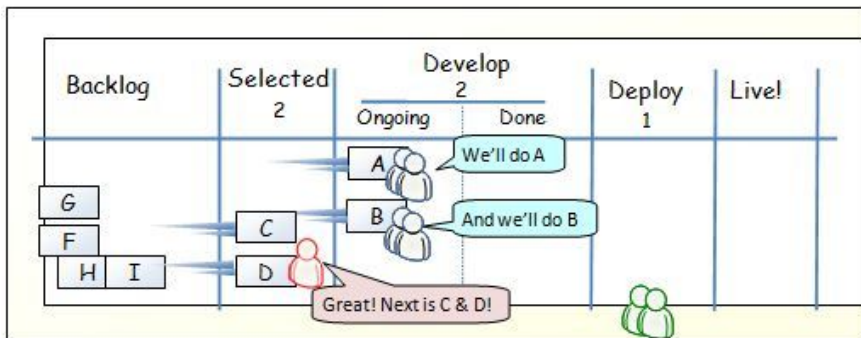 Backlog
Selected
2
Develop
2
Ongoing
Done
Deploy
1
Live!
A
We'll do A
G
B
And we'll do B
C
F
H
I
D
Great! Next is C & D!